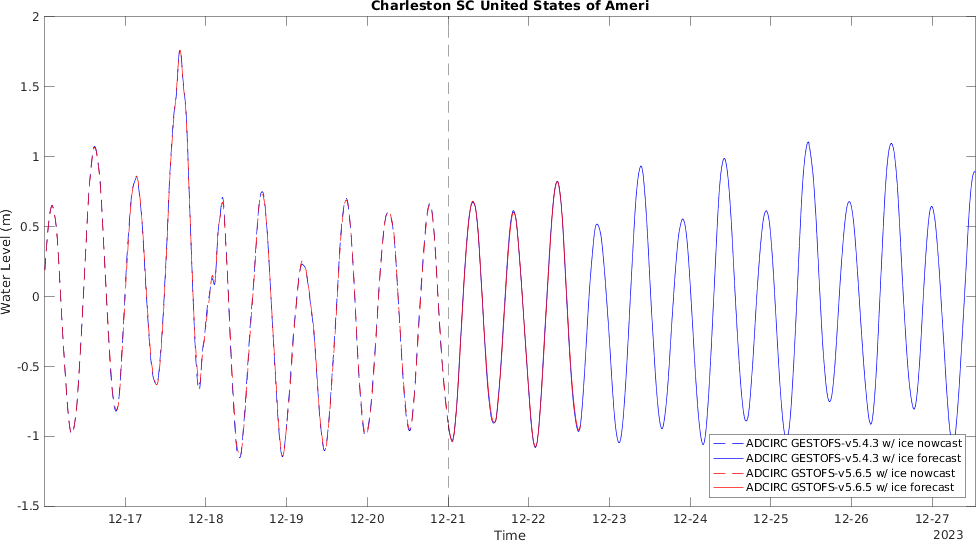 Charleston SC United States of Ameri
2
1.5
1
0.5
0
-0.5
-1
-1.5
Water Level (m)
12-17 12-18 12-19 12-20 12-21 12-22 12-23 12-24 12-25 12-26 12-27
Time
2023
ADCIRC GESTOFS-v5.4.3 w/ ice nowcast
ADCIRC GESTOFS-v5.4.3 w/ ice forecast
ADCIRC GSTOFS-v5.6.5 w/ ice nowcast
ADCIRC GSTOFS-v5.6.5 w/ ice forecast